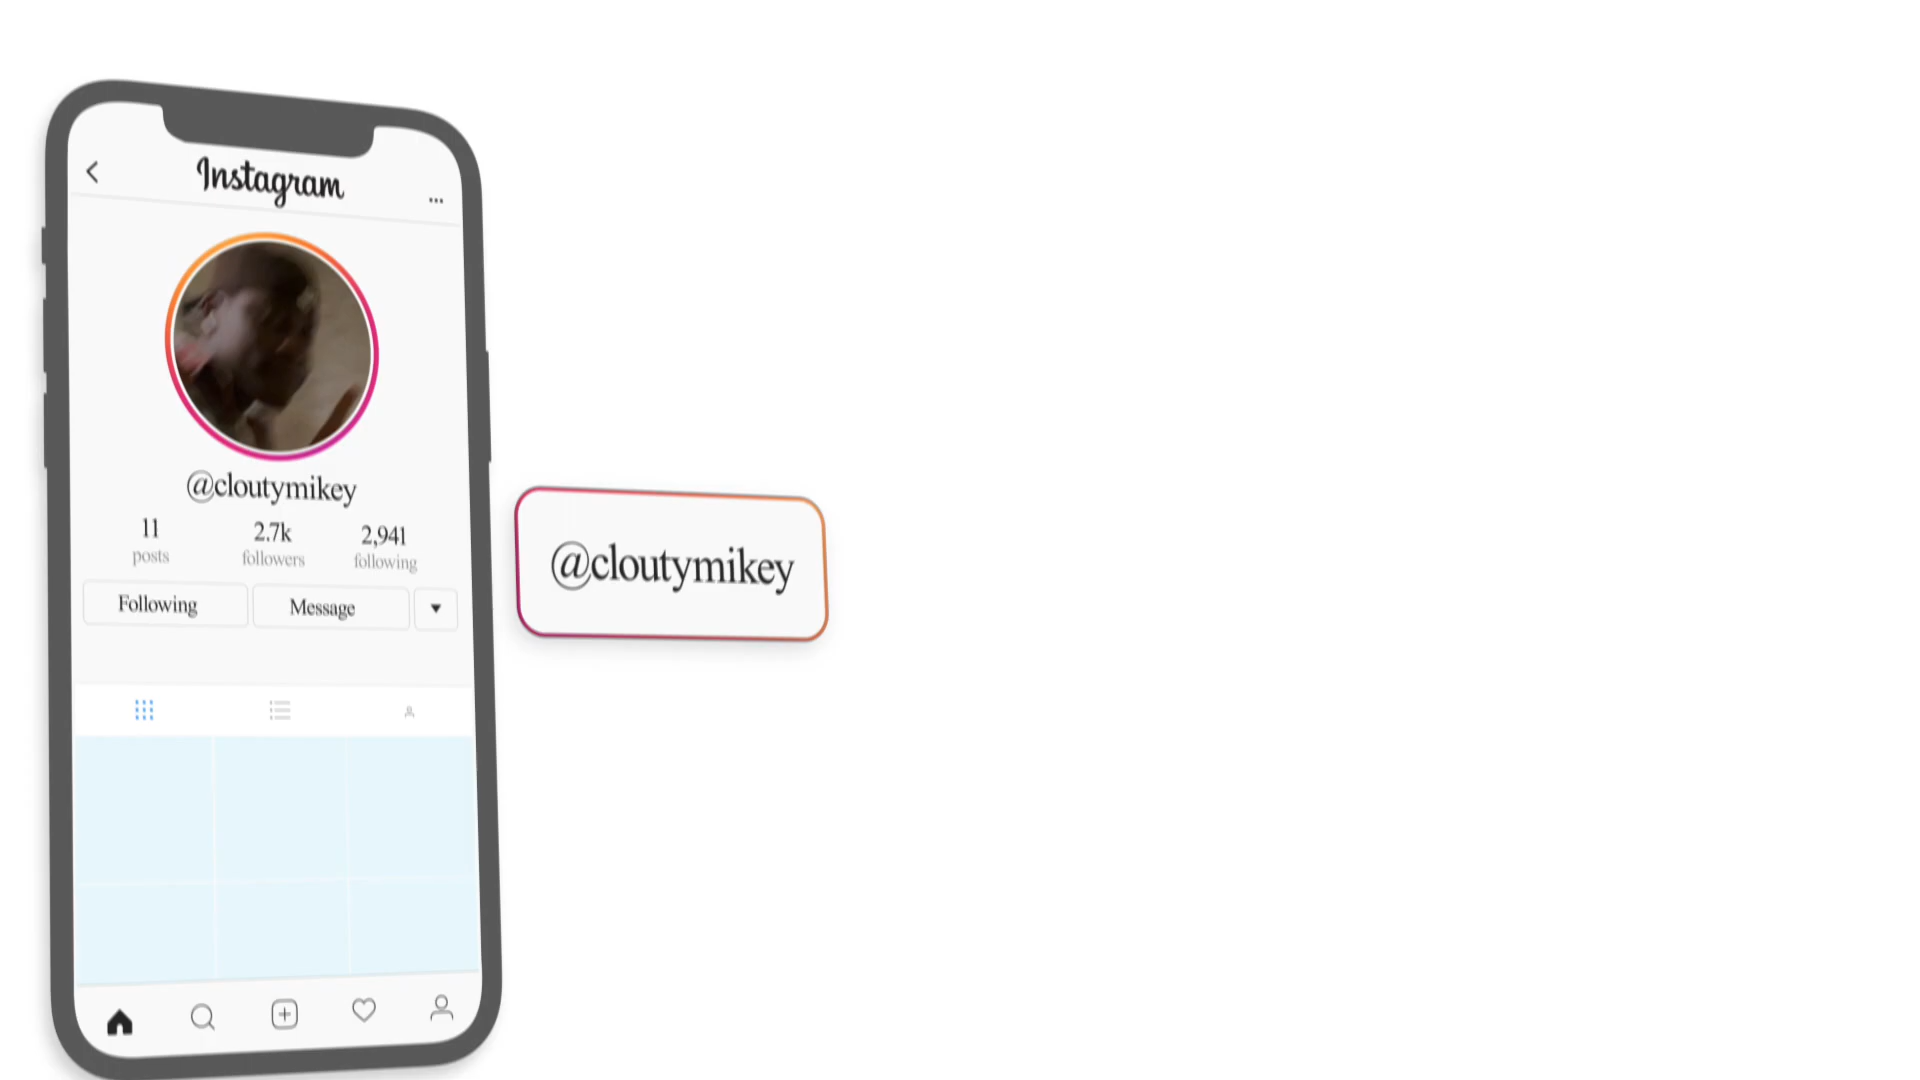 Instagram
@cloutymikey
11 2.7k 2,941
posts followers following
Following Message
@cloutymikey